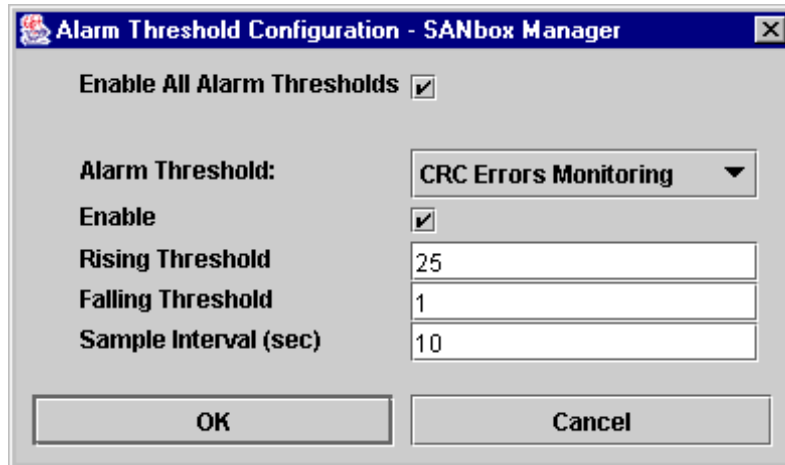 Alarm Threshold Configuration - SANbox Manager
Enable All Alarm Thresholds
Alarm Threshold: CRC Errors Monitoring
Enable
Rising Threshold 25
Falling Threshold 1
Sample Interval (sec) 10
OK Cancel